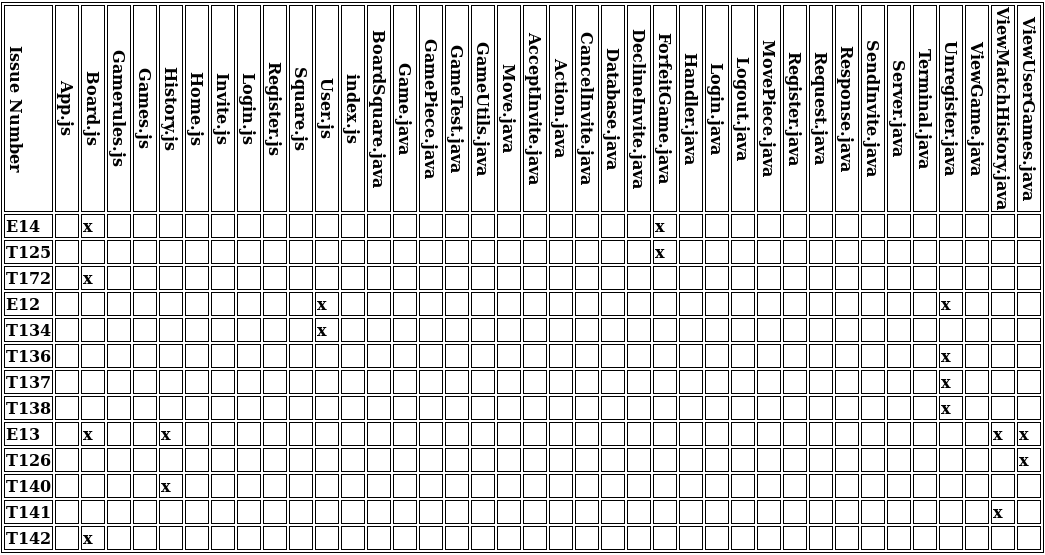 Issue Number App.js Board.js Gamerules.js Games.js History.js Home.js Invite.js Login.js Register.js Square.js User.js index.js BoardSquare.java Game.java GamePiece.java GameTest.java GameUtils.java Move.java AcceptInvite.java Action.java CancelInvite.java Database.java DeclineInvite.java ForfeitGame.java Handler.java Login.java Logout.java MovePiece.java Register.java Request.java Response.java SendInvite.java Server.java Terminal.java Unregister.java ViewGame.java ViewMatchHistory.java ViewUserGames.java
E14 x x
T125 x
T172 x
E12 x x
T134 x
T136 x
T137 x
T138 x
E13 x x x x
T126 x
T140 x
T141 x
T142 x